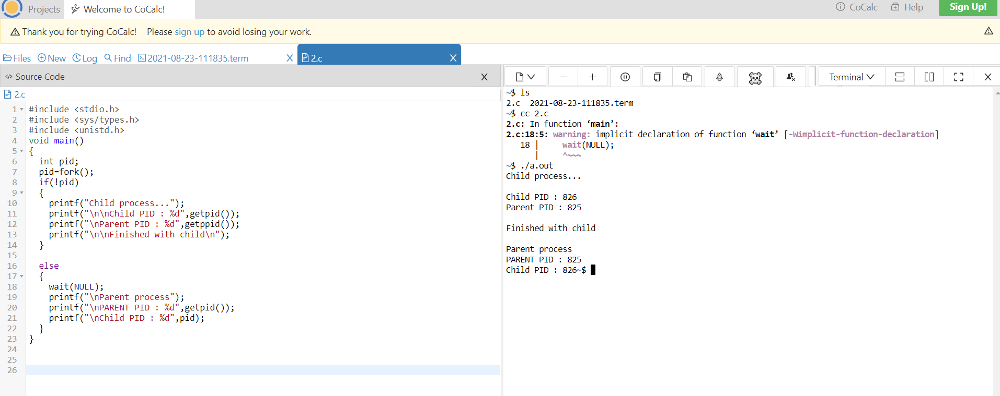 Projects
Welcome to CoCalc!
CoCalc
Help
Sign Up!
Thank you for trying CoCalc! Please sign up to avoid losing your work.
Files
New
Log
Find
2021-08-23-111835.term
X
2.c
X
</> Source Code
X
2.c
1 #include <stdio.h>
2 #include <sys/types.h>
3 #include <unistd.h>
4 void main()
5 {
6   int pid;
7   pid=fork();
8   if(!pid)
9   {
10     printf("Child process...");
11     printf("\n\nChild PID : %d",getpid());
12     printf("\nParent PID : %d",getppid());
13     printf("\n\nFinished with child\n");
14   }
15
16   else
17   {
18     wait(NULL);
19     printf("\nParent process");
20     printf("\nPARENT PID : %d",getpid());
21     printf("\nChild PID : %d",pid);
22   }
23 }
24
25
26
Terminal
X
~$ ls
2.c  2021-08-23-111835.term
~$ cc 2.c
2.c: In function ‘main’:
2.c:18:5: warning: implicit declaration of function ‘wait’ [-Wimplicit-function-declaration]
   18 |     wait(NULL);
      |     ^~~~
~$ ./a.out
Child process...
Child PID : 826
Parent PID : 825
Finished with child
Parent process
PARENT PID : 825
Child PID : 826~$